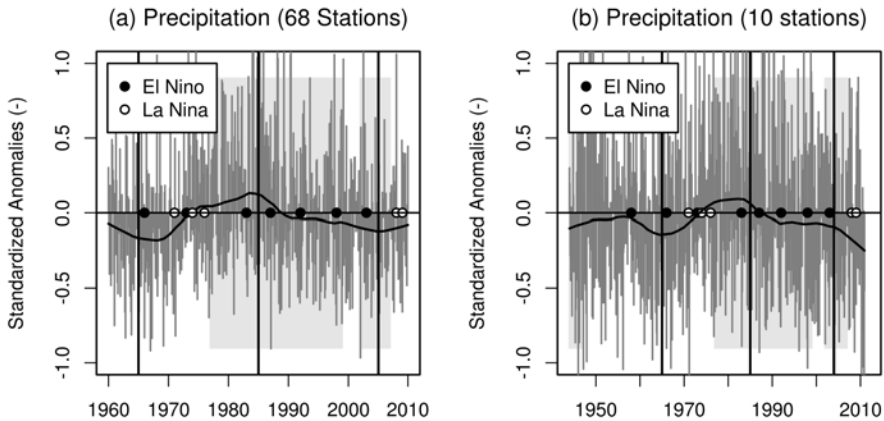 (a) Precipitation (68 Stations)
Standardized Anomalies (-)
1.0
0.5
0.0
-0.5
-1.0
El Nino
La Nina
1960 1970 1980 1990 2000 2010
(b) Precipitation (10 stations)
Standardized Anomalies (-)
1.0
0.5
0.0
-0.5
-1.0
El Nino
La Nina
1950 1970 1990 2010